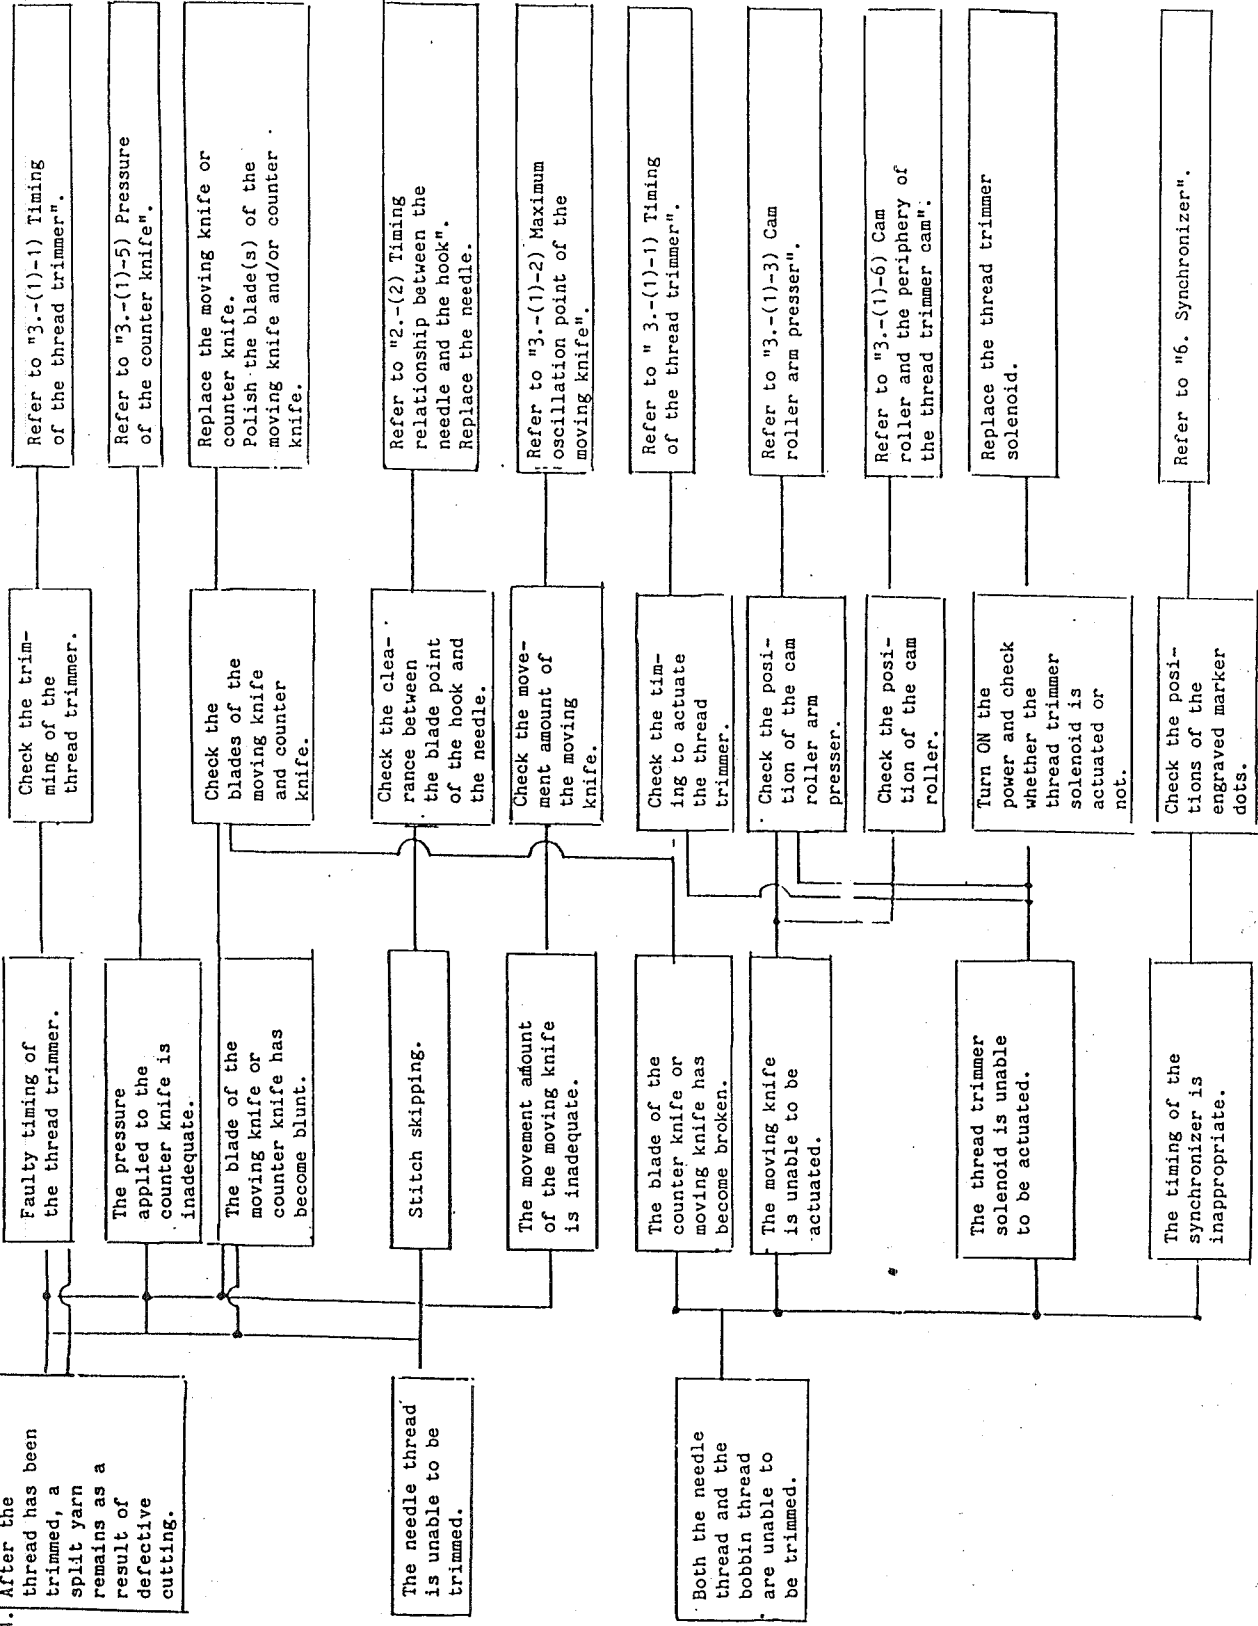 1. After the
thread has been
trimmed, a
split yarn
remains as a
result of
defective
cutting.
The needle thread
is unable to be
trimmed.
Both the needle
thread and the
bobbin thread
are unable to
be trimmed.
Faulty timing of
the thread trimmer.
The pressure
applied to the
counter knife is
inadequate.
The blade of the
moving knife or
counter knife has
become blunt.
Stitch skipping.
The movement amount
of the moving knife
is inadequate.
The blade of the
counter knife or
moving knife has
become broken.
The moving knife
is unable to be
actuated.
The thread trimmer
solenoid is unable
to be actuated.
The timing of the
synchronizer is
inappropriate.
Check the trim-
ming of the
thread trimmer.
Check the
blades of the
moving knife
and counter
knife.
Check the clea-
rance between
the blade point
of the hook and
the needle.
Check the move-
ment amount of
the moving
knife.
Check the tim-
ing to actuate
the thread
trimmer.
Check the posi-
tion of the cam
roller arm
presser.
Check the posi-
tion of the cam
roller.
Turn ON the
power and check
whether the
thread trimmer
solenoid is
actuated or
not.
Check the posi-
tions of the
engraved marker
dots.
Refer to "3.-(1)-1) Timing
of the thread trimmer".
Refer to "3.-(1)-5) Pressure
of the counter knife".
Replace the moving knife or
counter knife.
Polish the blade(s) of the
moving knife and/or counter
knife.
Refer to "2.-(2) Timing
relationship between the
needle and the hook".
Replace the needle.
Refer to "3.-(1)-2) Maximum
oscillation point of the
moving knife".
Refer to " 3.-(1)-1) Timing
of the thread trimmer".
Refer to "3.-(1)-3) Cam
roller arm presser".
Refer to "3.-(1)-6) Cam
roller and the periphery of
the thread trimmer cam".
Replace the thread trimmer
solenoid.
Refer to "6. Synchronizer".